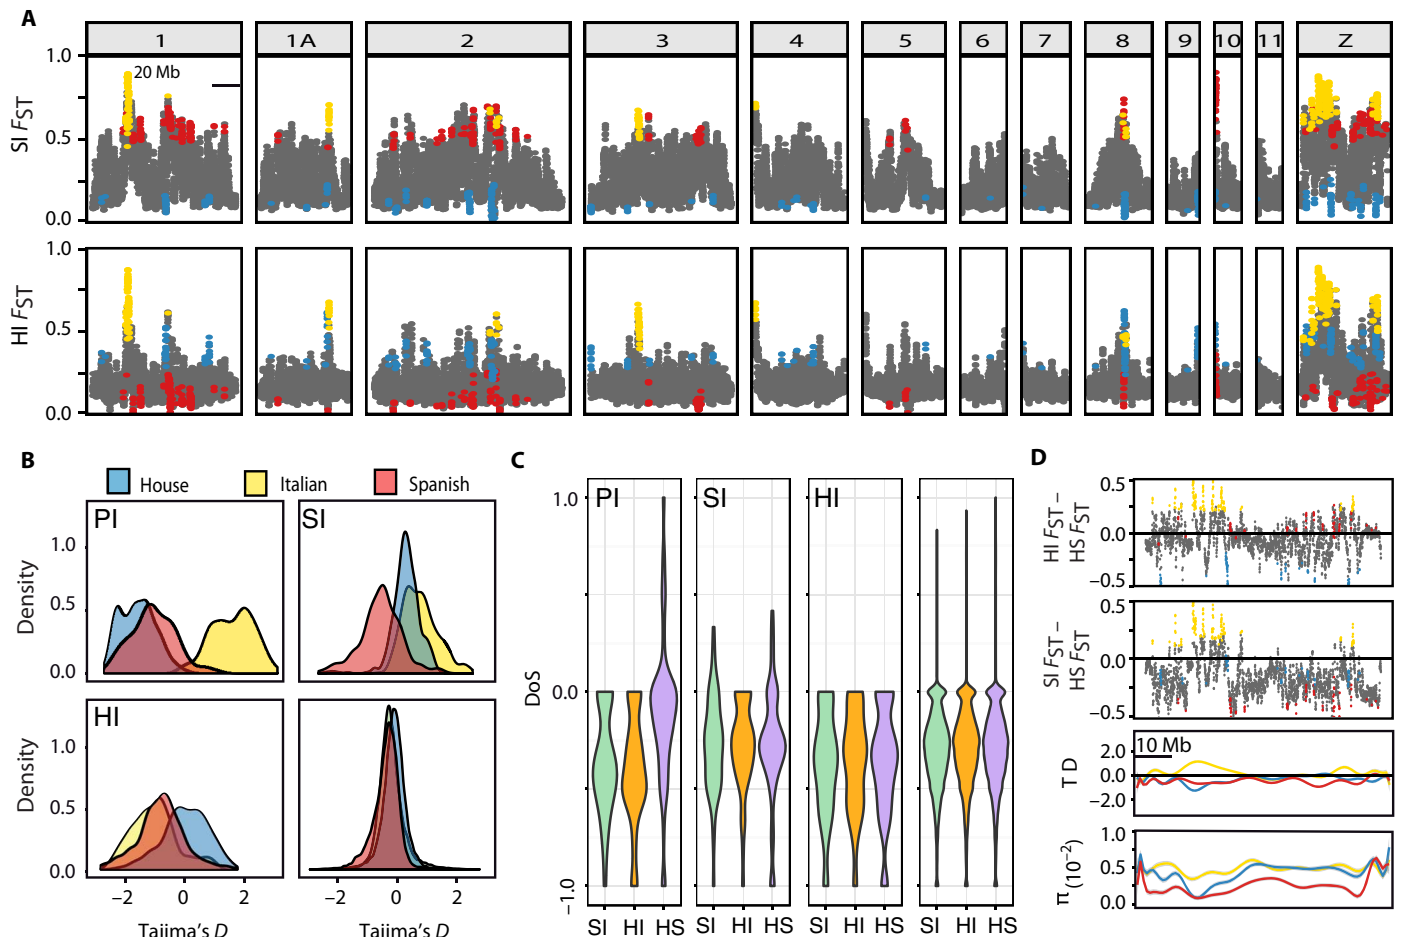 A
1 1A 2 3 4 5 6 7 8 9 10 11 Z
SI FST
1.0
0.5
0.0
20 Mb
HI FST
1.0
0.5
0.0
B
House Italian Spanish
PI
SI
Density
1.0
0.5
0.0
HI
Density
1.0
0.5
0.0
−2 0 2
−2 0 2
Tajima's D
Tajima's D
C
PI SI HI
DoS
1.0
0.0
−1.0
SI HI HS
SI HI HS
SI HI HS
SI HI HS
D
HI FST –
HS FST
0.5
0.0
−0.5
SI FST –
HS FST
0.5
0.0
−0.5
10 Mb
T D
2.0
0.0
−2.0
π (10−2)
1.0
0.5
0.0